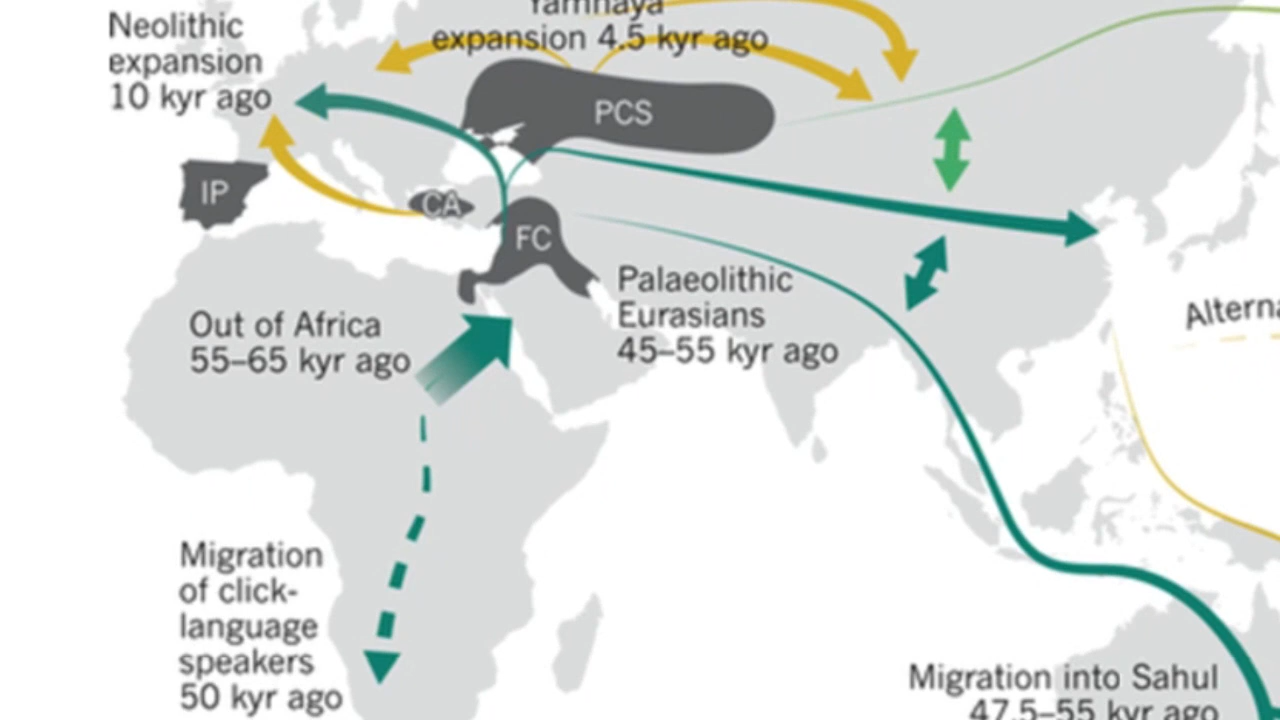 Neolithic
expansion
10 kyr ago
Yamnaya
expansion 4.5 kyr ago
PCS
IP
CA
FC
Out of Africa
55–65 kyr ago
Palaeolithic
Eurasians
45–55 kyr ago
Alterna
Migration
of click-
language
speakers
50 kyr ago
Migration into Sahul
47.5–55 kyr ago